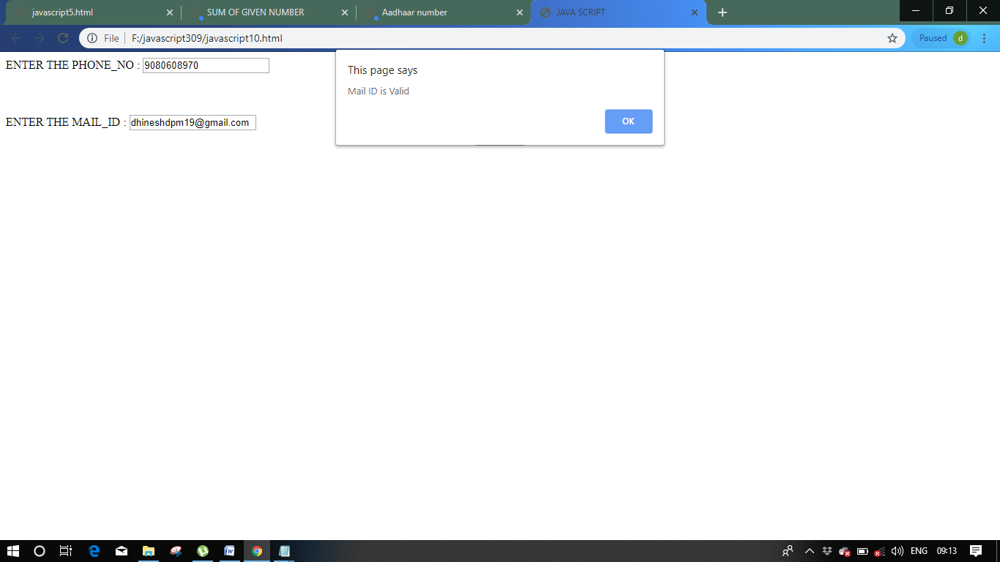 javascript5.html
SUM OF GIVEN NUMBER
Aadhaar number
JAVA SCRIPT
File
F:/javascript309/javascript10.html
Paused
d
ENTER THE PHONE_NO : 9080608970
This page says
Mail ID is Valid
OK
ENTER THE MAIL_ID : dhineshdpm19@gmail.com
ENG
09:13